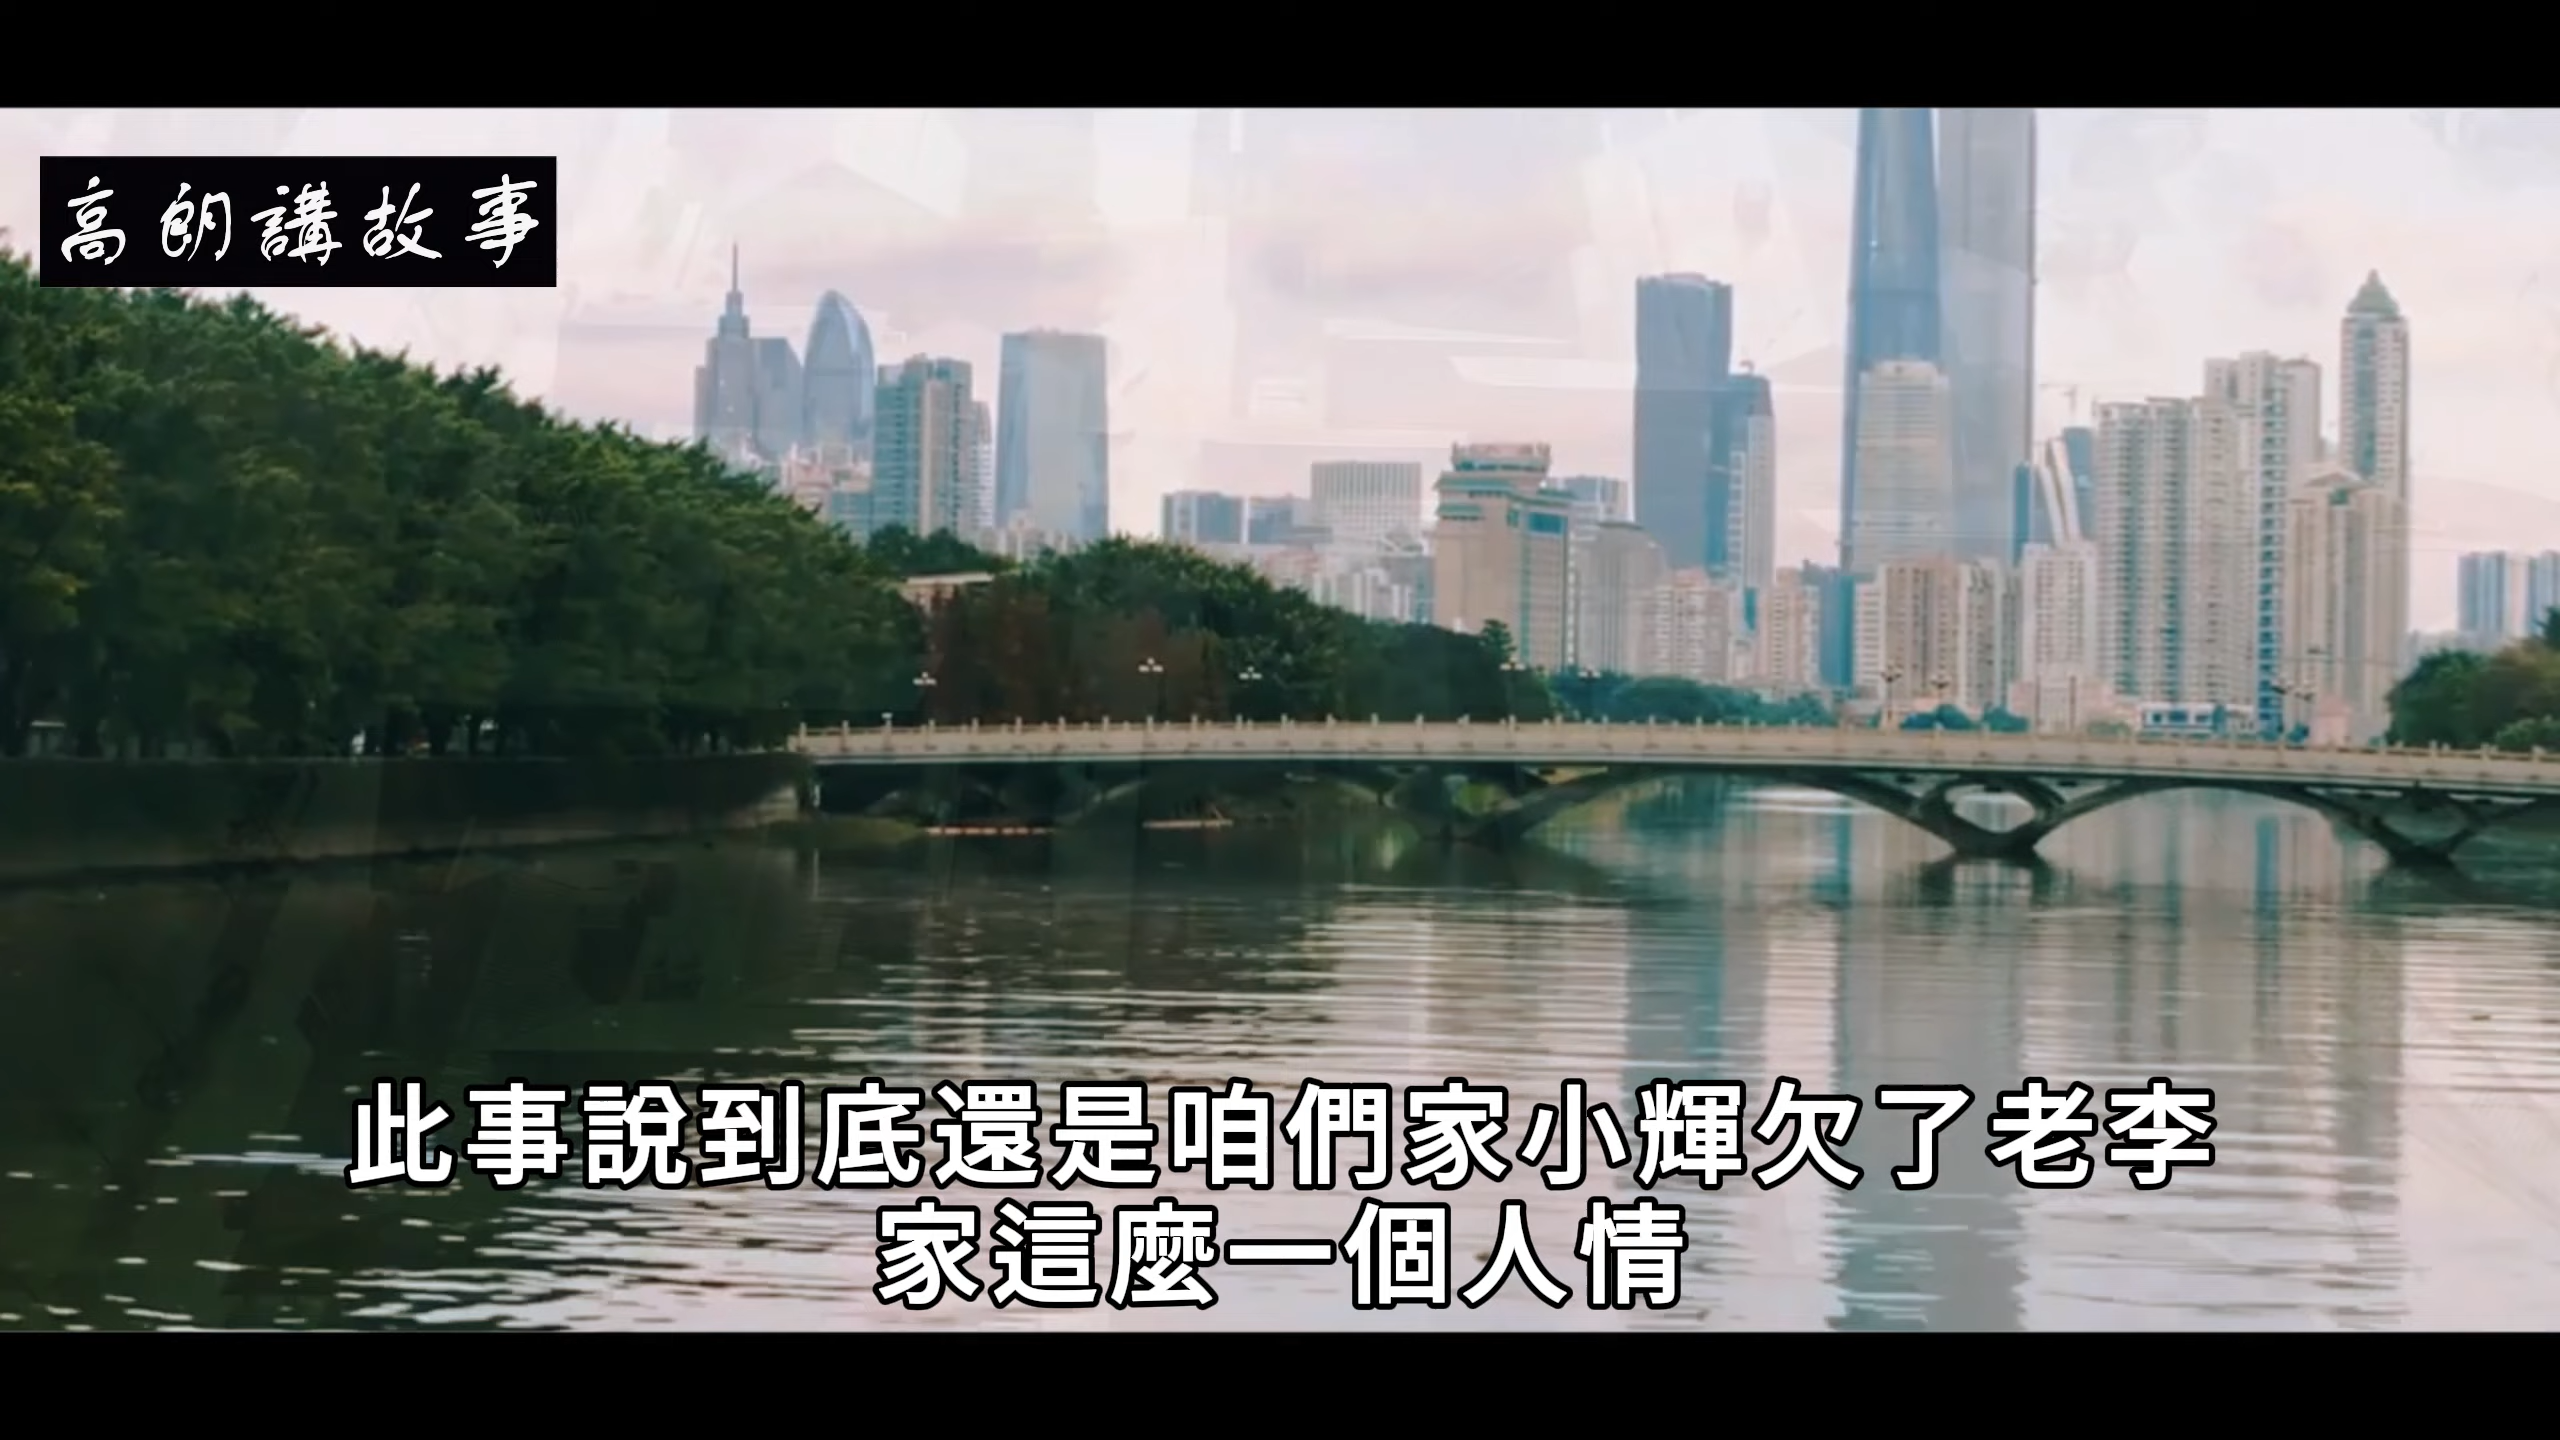 高朗講故事
此事說到底還是咱們家小輝欠了老李
家這麼一個人情